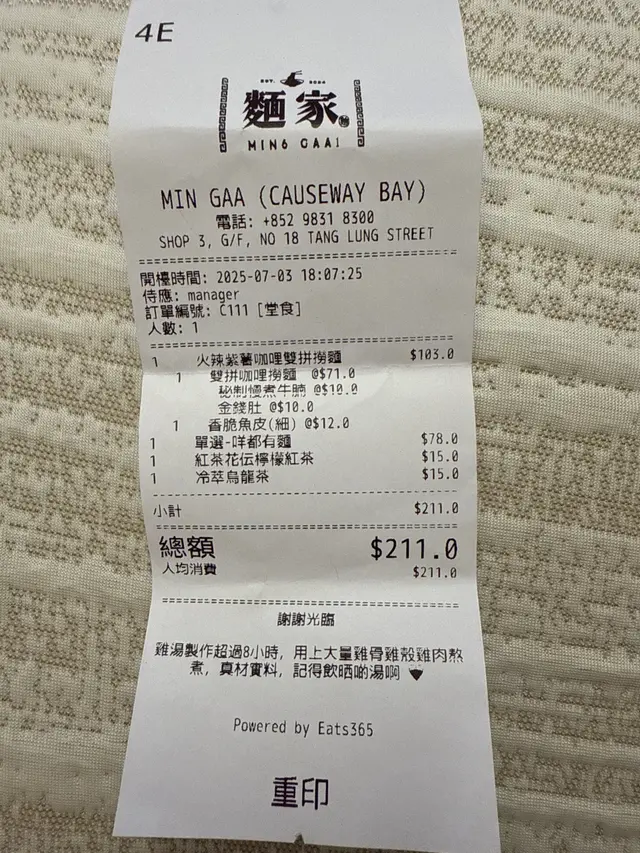 4E
EST. 2024
麵家
MING GAA!
MIN GAA (CAUSEWAY BAY)
電話: +852 9831 8300
SHOP 3, G/F, NO 18 TANG LUNG STREET
開檯時間: 2025-07-03 18:07:25
侍應: manager
訂單編號: C111 [堂食]
人數: 1
1 火辣紫薯咖哩雙拼撈麵 $103.0
1 雙拼咖哩撈麵 @$71.0
秘制慢煮牛腩 @$10.0
金錢肚 @$10.0
1 香脆魚皮(細) @$12.0
1 單選-咩都有麵 $78.0
1 紅茶花伝檸檬紅茶 $15.0
1 冷萃烏龍茶 $15.0
小計 $211.0
總額 $211.0
人均消費 $211.0
謝謝光臨
雞湯製作超過8小時, 用上大量雞骨雞殼雞肉熬
煮, 真材實料, 記得飲晒啲湯啊
Powered by Eats365
重印